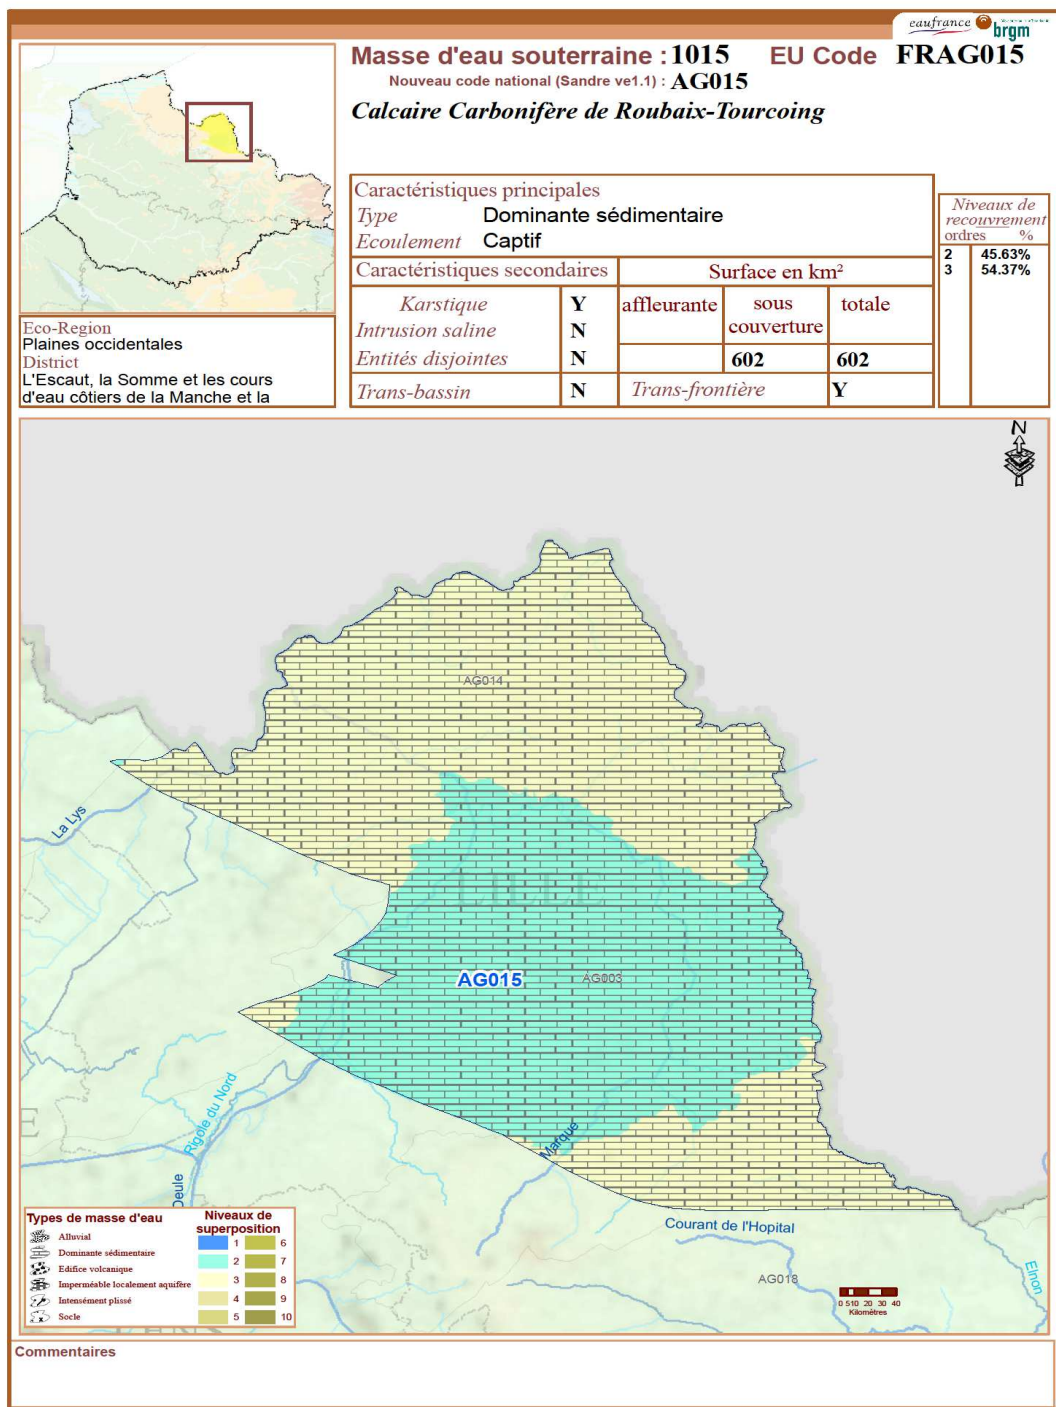 eaufrance brgm
Masse d'eau souterraine : 1015 EU Code FRAG015
Nouveau code national (Sandre ve1.1) : AG015
Calcaire Carbonifère de Roubaix-Tourcoing
Caractéristiques principales
Type Dominante sédimentaire
Ecoulement Captif
Caractéristiques secondaires Surface en km²
Karstique Y affleurante sous couverture totale
Intrusion saline N
Entités disjointes N 602 602
Trans-bassin N Trans-frontière Y
Niveaux de
recouvrement
ordres %
2 45.63%
3 54.37%
Eco-Region
Plaines occidentales
District
L'Escaut, la Somme et les cours
d'eau côtiers de la Manche et la
N
AG014
La Lys
LILLE
AG015
AG003
Rigole du Nord
Marque
Deule
Courant de l'Hopital
AG018
Elnon
Types de masse d'eau
Alluvial
Dominante sédimentaire
Edifice volcanique
Imperméable localement aquifère
Intensément plissé
Socle
Niveaux de
superposition
1 6
2 7
3 8
4 9
5 10
0 5 10 20 30 40
Kilomètres
Commentaires